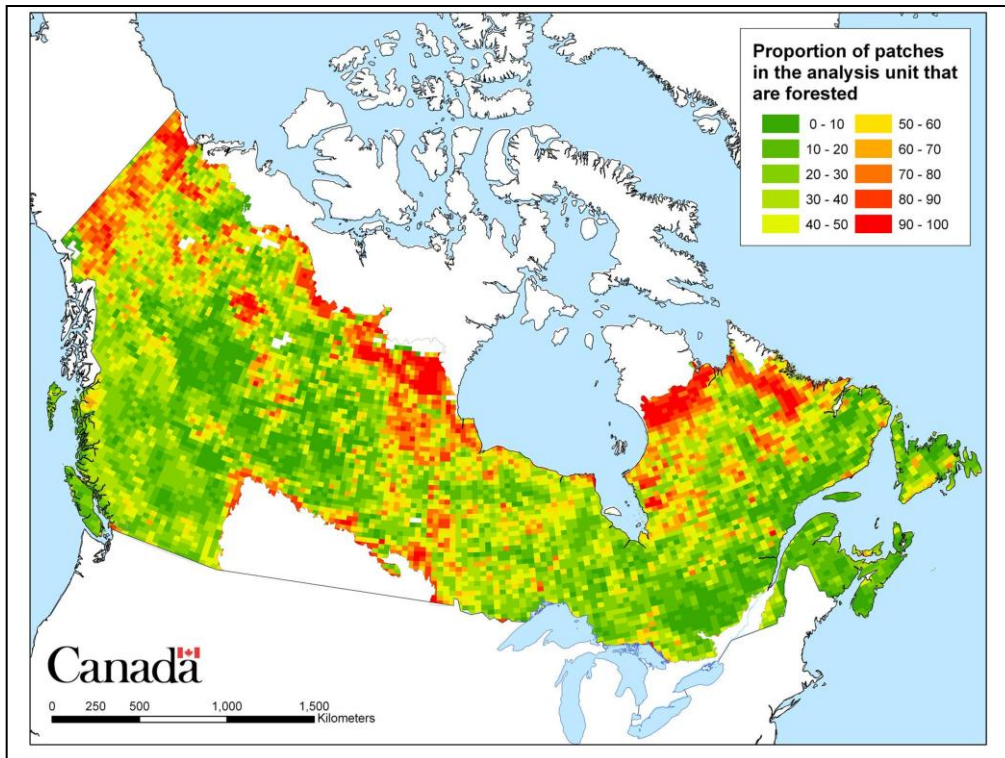 Proportion of patches
in the analysis unit that
are forested
0 - 10
50 - 60
10 - 20
60 - 70
20 - 30
70 - 80
30 - 40
80 - 90
40 - 50
90 - 100
Canada
0 250 500 1,000 1,500
Kilometers